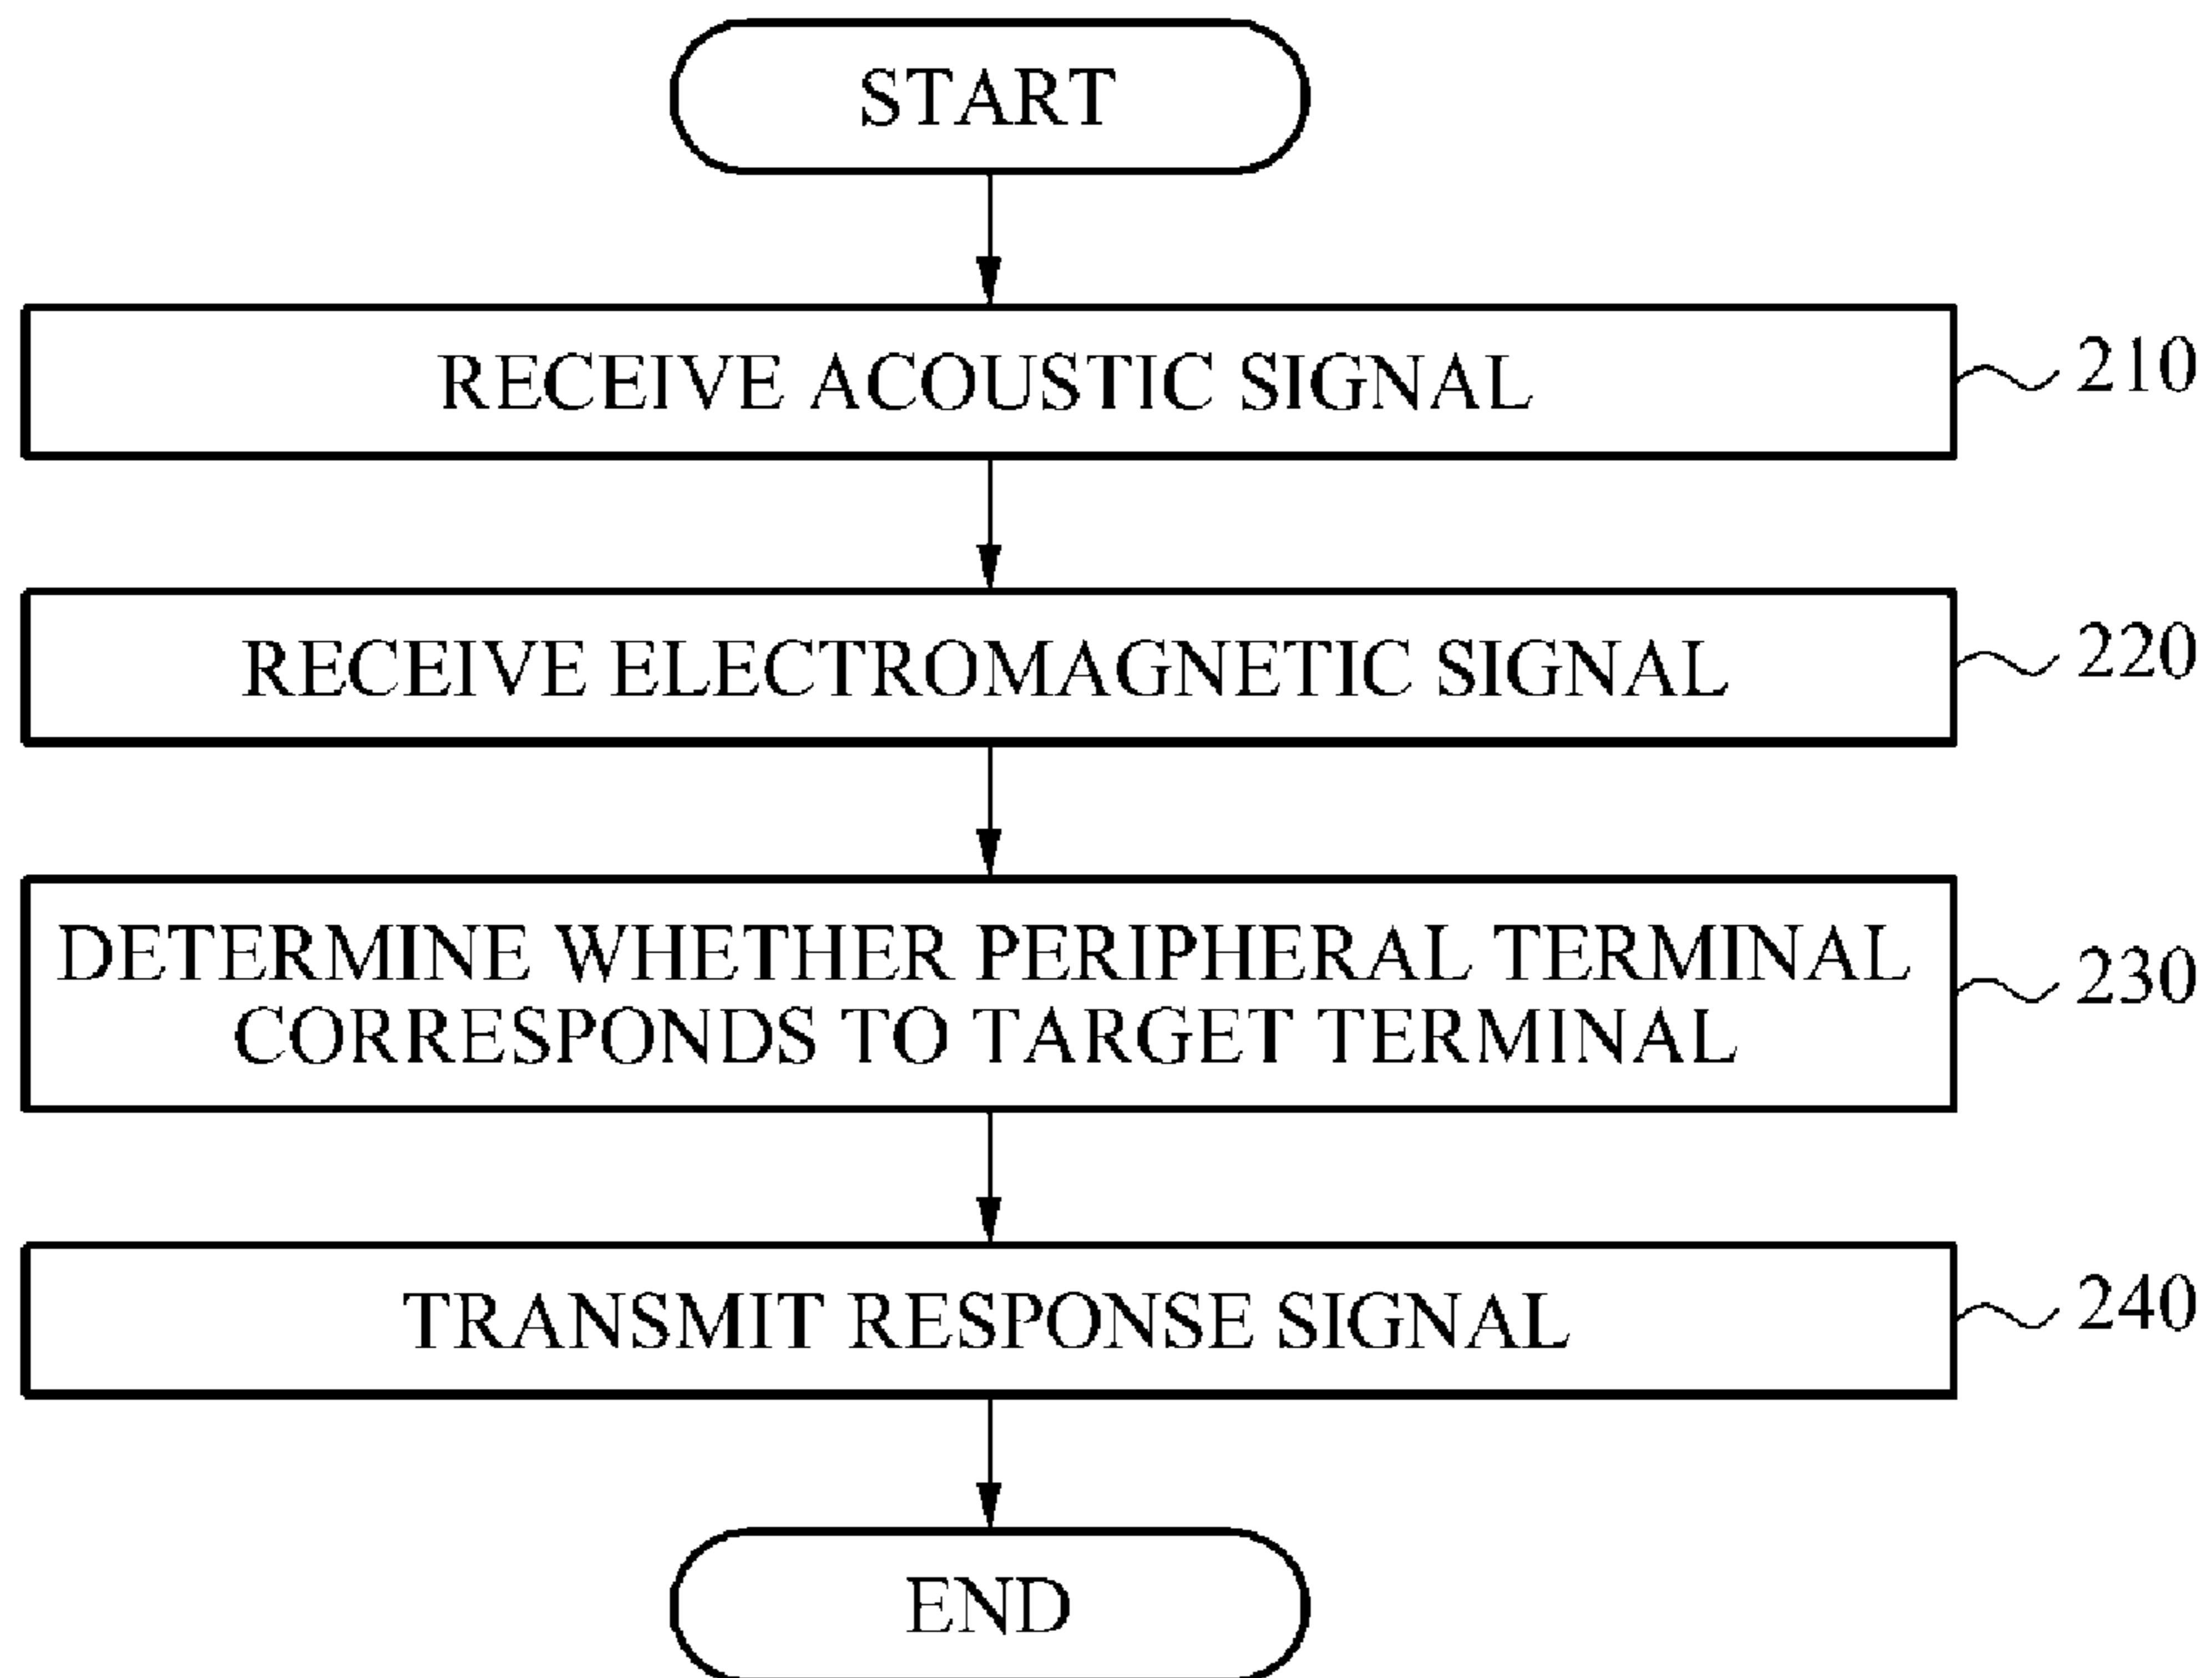 START
RECEIVE ACOUSTIC SIGNAL
210
RECEIVE ELECTROMAGNETIC SIGNAL
220
DETERMINE WHETHER PERIPHERAL TERMINAL
CORRESPONDS TO TARGET TERMINAL
230
TRANSMIT RESPONSE SIGNAL
240
END